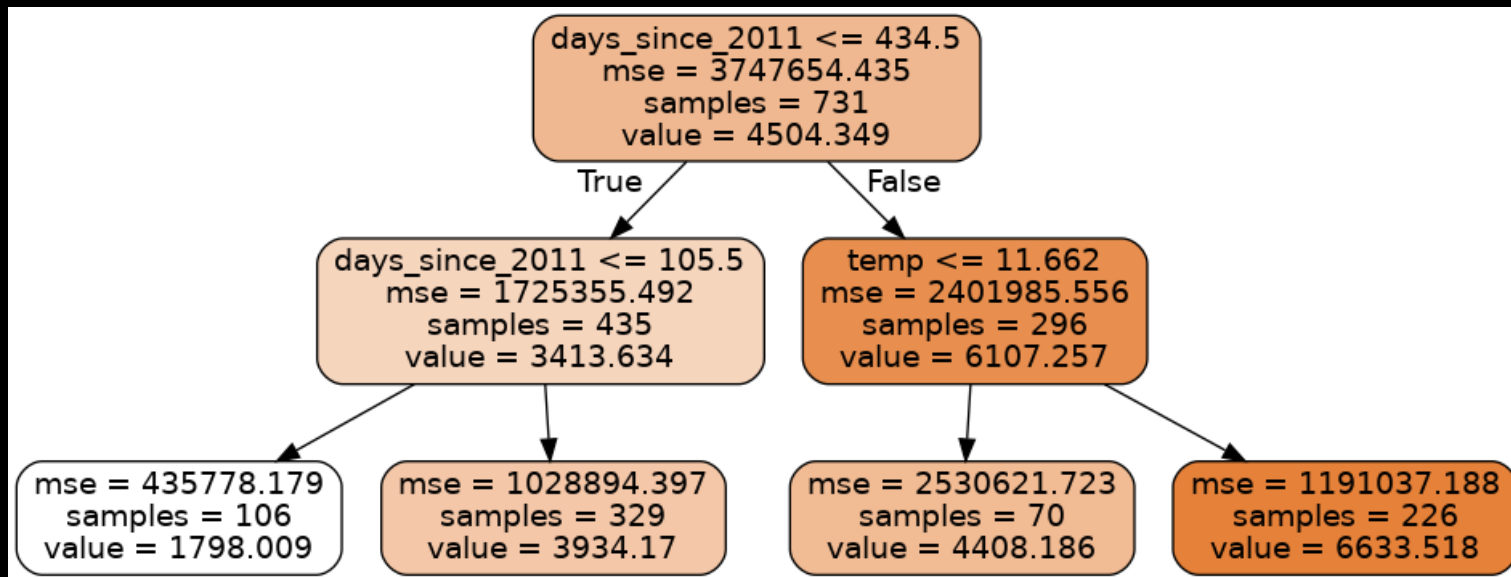 days_since_2011 <= 434.5
mse = 3747654.435
samples = 731
value = 4504.349
True
False
days_since_2011 <= 105.5
mse = 1725355.492
samples = 435
value = 3413.634
temp <= 11.662
mse = 2401985.556
samples = 296
value = 6107.257
mse = 435778.179
samples = 106
value = 1798.009
mse = 1028894.397
samples = 329
value = 3934.17
mse = 2530621.723
samples = 70
value = 4408.186
mse = 1191037.188
samples = 226
value = 6633.518